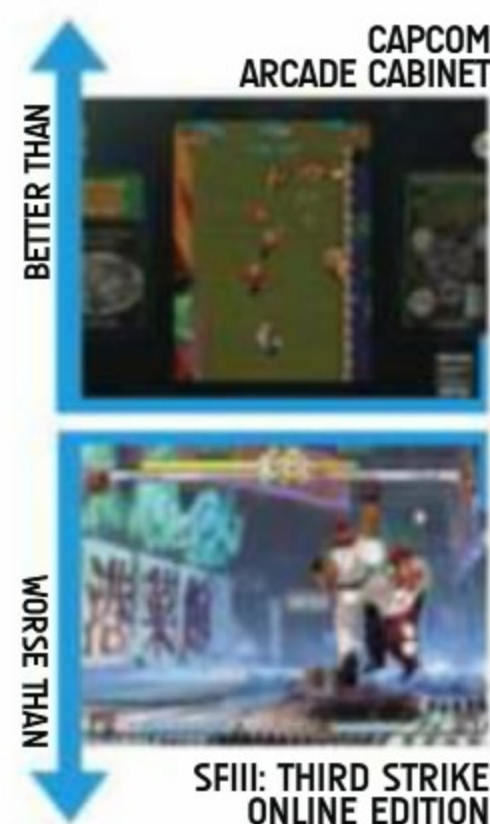 CAPCOM
ARCADE CABINET
BETTER THAN
WORSE THAN
SFIII: THIRD STRIKE
ONLINE EDITION